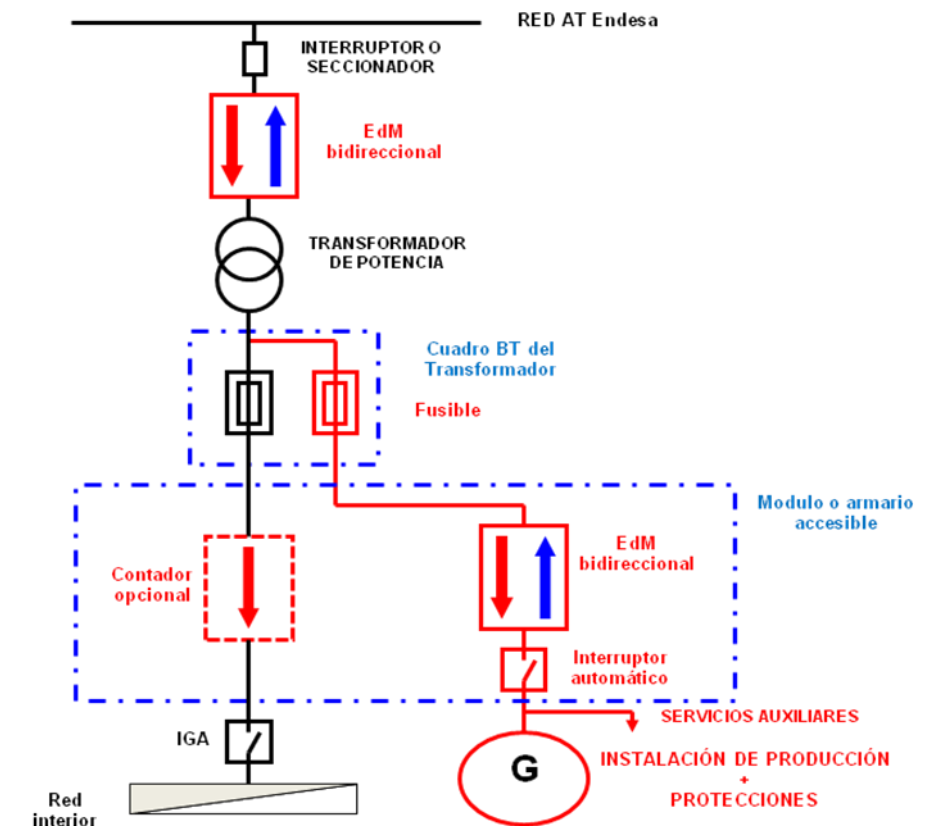 RED AT Endesa
INTERRUPTOR O
SECCIONADOR
EdM
bidireccional
TRANSFORMADOR
DE POTENCIA
Cuadro BT del
Transformador
Fusible
Modulo o armario
accesible
EdM
bidireccional
Contador
opcional
Interruptor
automático
SERVICIOS AUXILIARES
IGA
G
INSTALACIÓN DE PRODUCCIÓN
+
PROTECCIONES
Red
interior